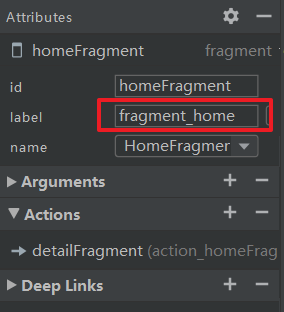 Attributes
homeFragment fragment
id homeFragment
label fragment_home
name HomeFragmer
Arguments
Actions
detailFragment (action_homeFrag
Deep Links